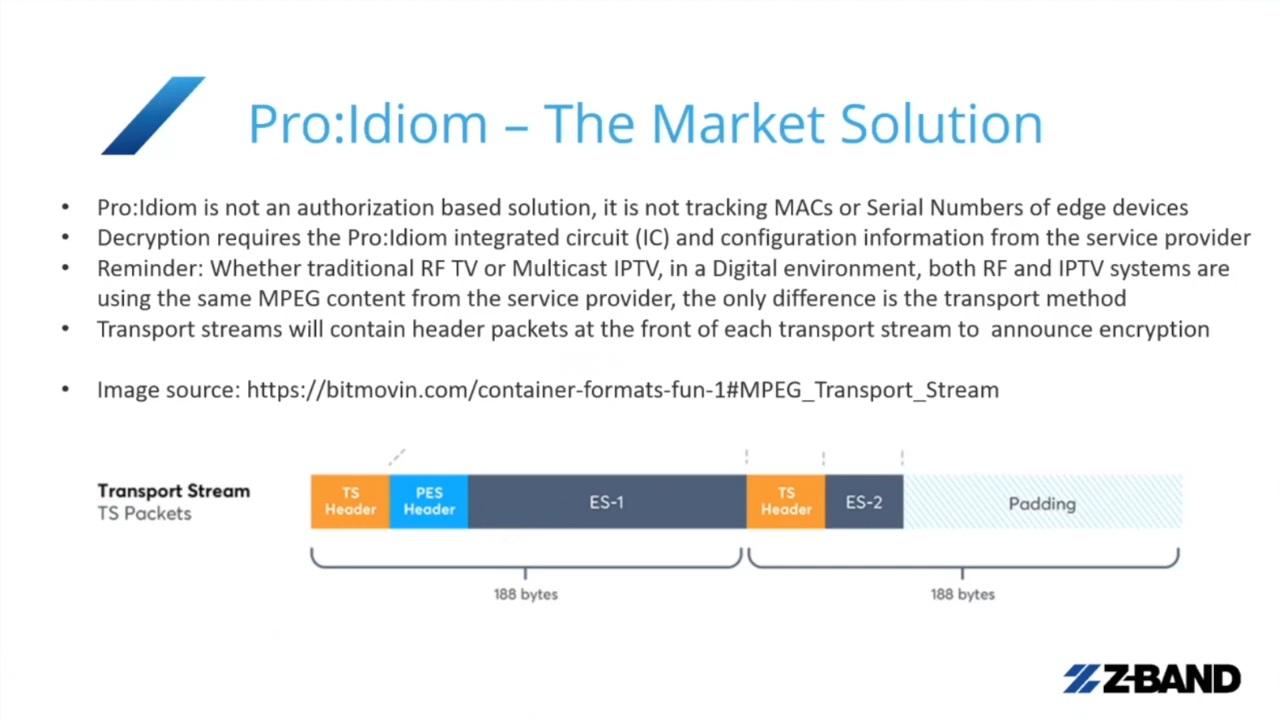 Pro:Idiom – The Market Solution
• Pro:Idiom is not an authorization based solution, it is not tracking MACs or Serial Numbers of edge devices
• Decryption requires the Pro:Idiom integrated circuit (IC) and configuration information from the service provider
• Reminder: Whether traditional RF TV or Multicast IPTV, in a Digital environment, both RF and IPTV systems are
using the same MPEG content from the service provider, the only difference is the transport method
• Transport streams will contain header packets at the front of each transport stream to  announce encryption
• Image source: https://bitmovin.com/container-formats-fun-1#MPEG_Transport_Stream
Transport Stream
TS Packets
TS
Header
PES
Header
ES-1
TS
Header
ES-2
Padding
188 bytes
188 bytes
Z-BAND